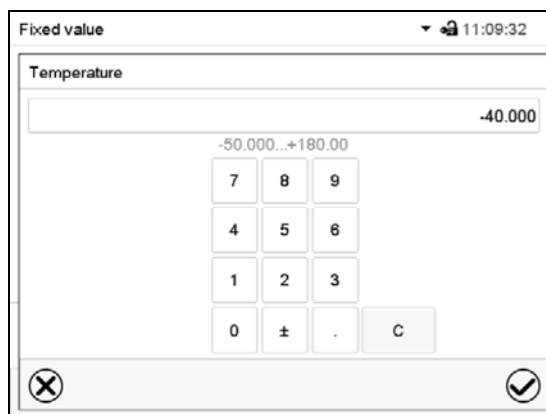 Fixed value 11:09:32
Temperature
-40.000
-50.000...+180.00
7 8 9
4 5 6
1 2 3
0 ± . C